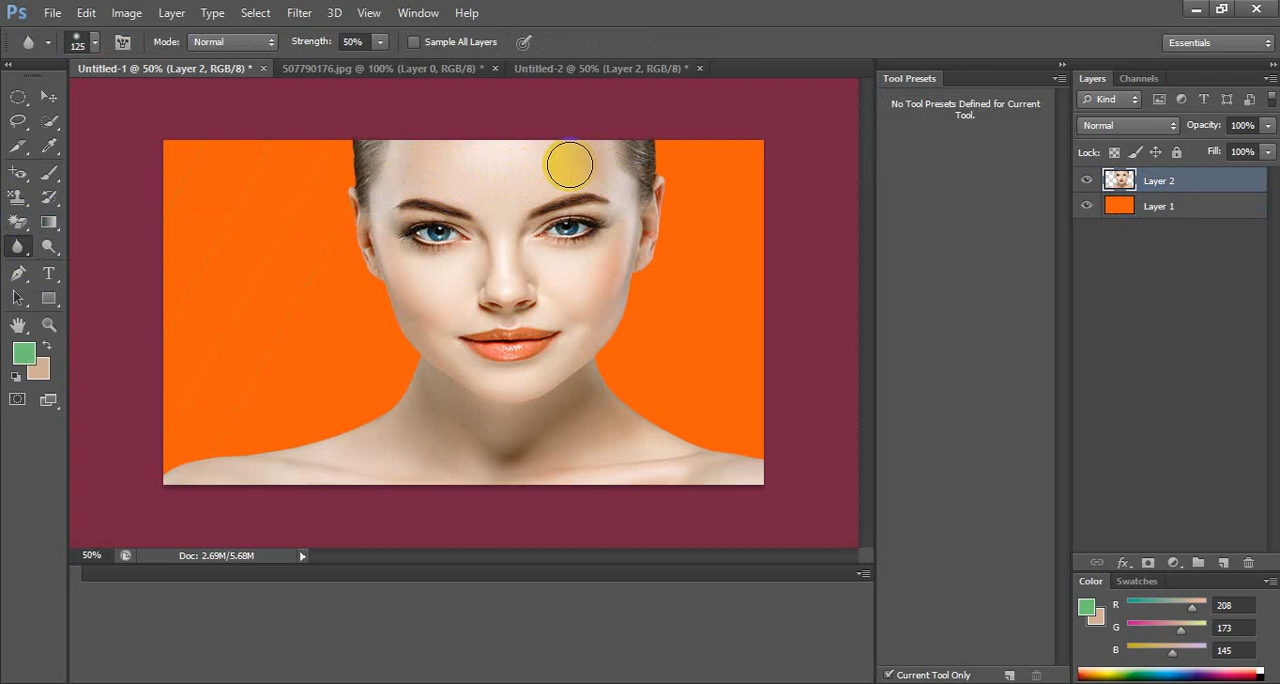 Ps File Edit Image Layer Type Select Filter 3D View Window Help
125 Mode: Normal Strength: 50% Sample All Layers Essentials
Untitled-1 @ 50% (Layer 2, RGB/8) * × 507790176.jpg @ 100% (Layer 0, RGB/8) * × Untitled-2 @ 50% (Layer 2, RGB/8) * ×
Tool Presets
No Tool Presets Defined for Current
Tool.
Layers Channels
Kind
Normal Opacity: 100%
Lock: Fill: 100%
Layer 2
Layer 1
50% Doc: 2.69M/5.68M
Color Swatches
R 208
G 173
B 145
Current Tool Only